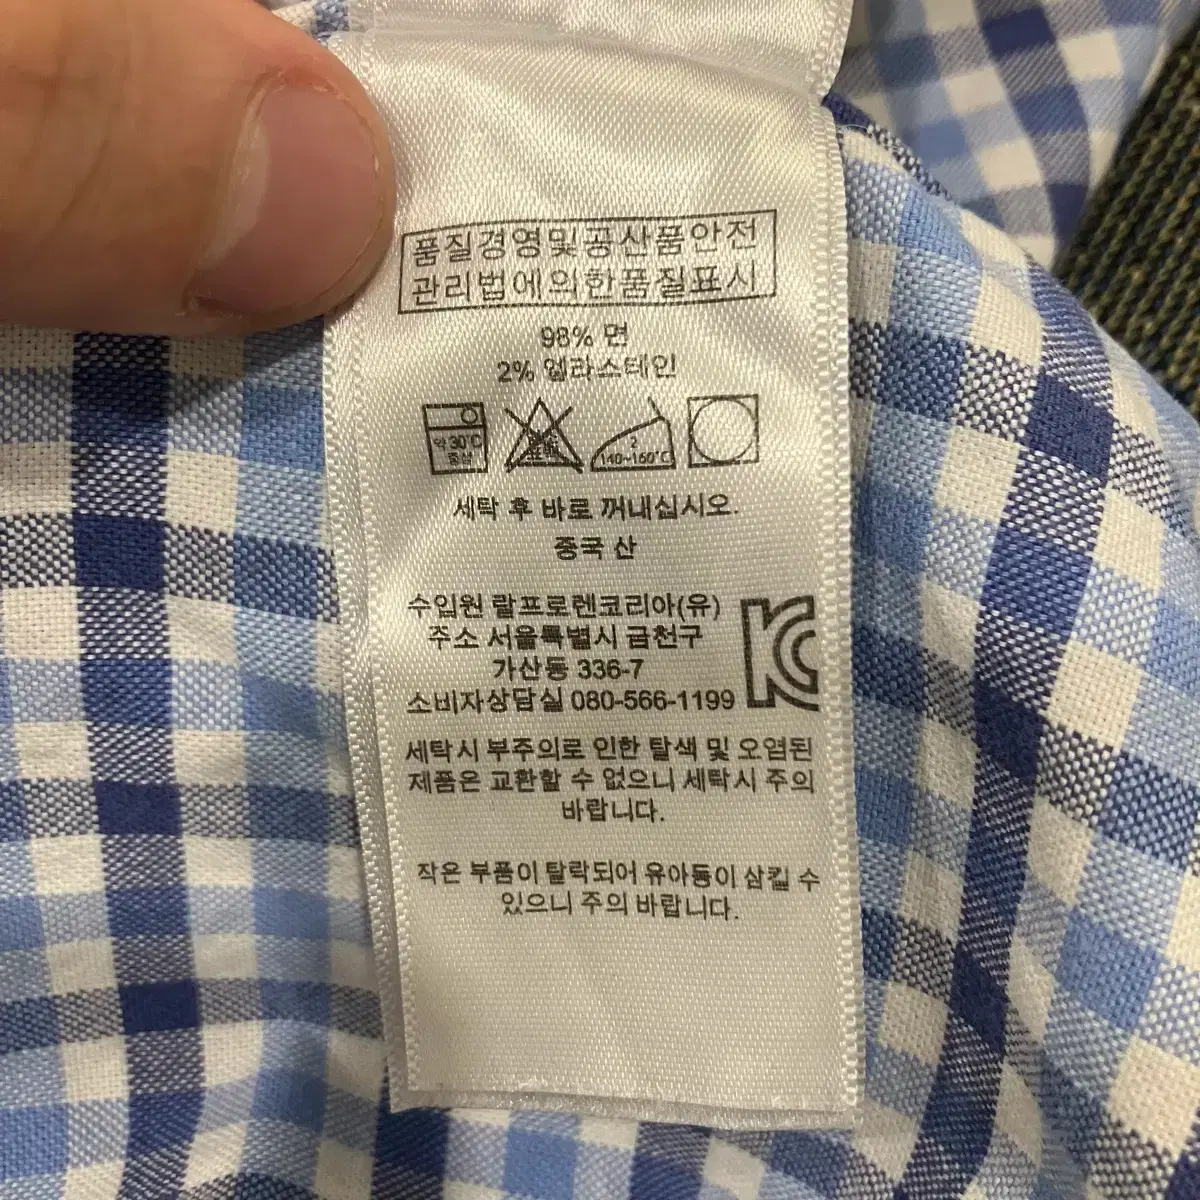 품질경영및공산품안전
관리법에의한품질표시
98% 면
2% 엘라스테인
약 30℃
중성
표백
2
140~160℃
세탁 후 바로 꺼내십시오.
중국 산
수입원 랄프로렌코리아(유)
주소 서울특별시 금천구
가산동 336-7
소비자상담실 080-566-1199
세탁시 부주의로 인한 탈색 및 오염된
제품은 교환할 수 없으니 세탁시 주의
바랍니다.
작은 부품이 탈락되어 유아동이 삼킬 수
있으니 주의 바랍니다.